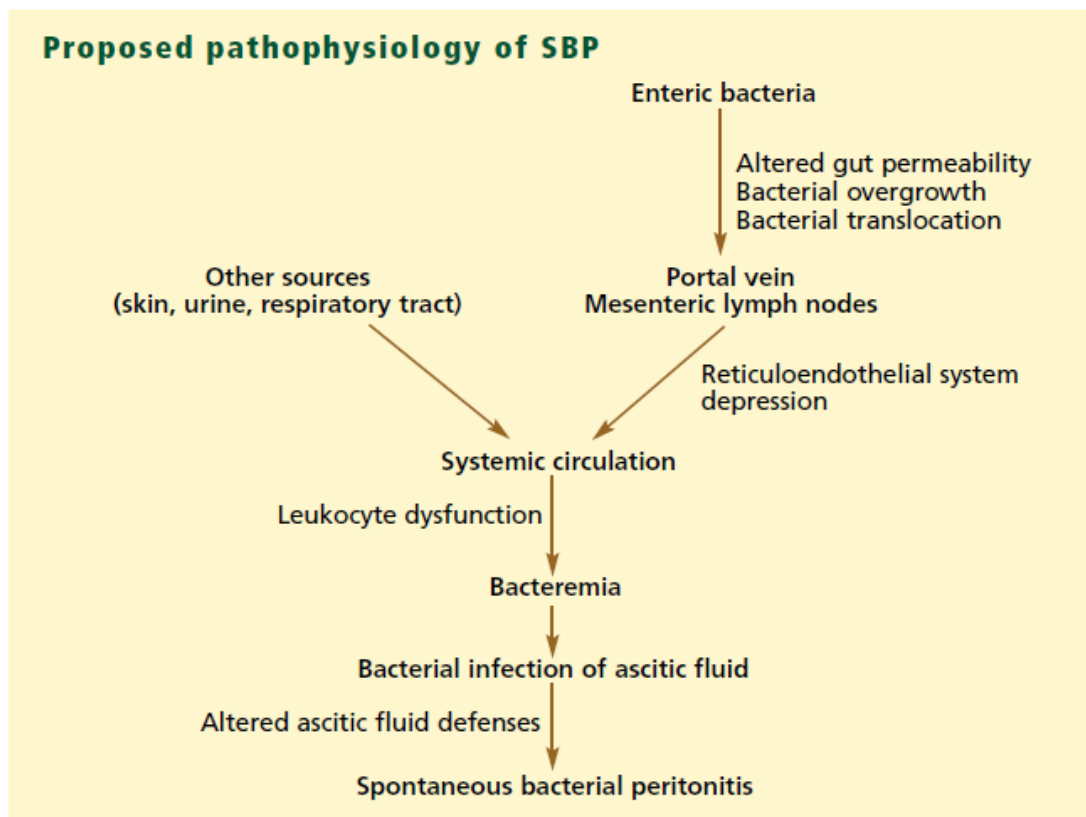 Proposed pathophysiology of SBP
Enteric bacteria
Altered gut permeability
Bacterial overgrowth
Bacterial translocation
Other sources
(skin, urine, respiratory tract)
Portal vein
Mesenteric lymph nodes
Reticuloendothelial system
depression
Systemic circulation
Leukocyte dysfunction
Bacteremia
Bacterial infection of ascitic fluid
Altered ascitic fluid defenses
Spontaneous bacterial peritonitis